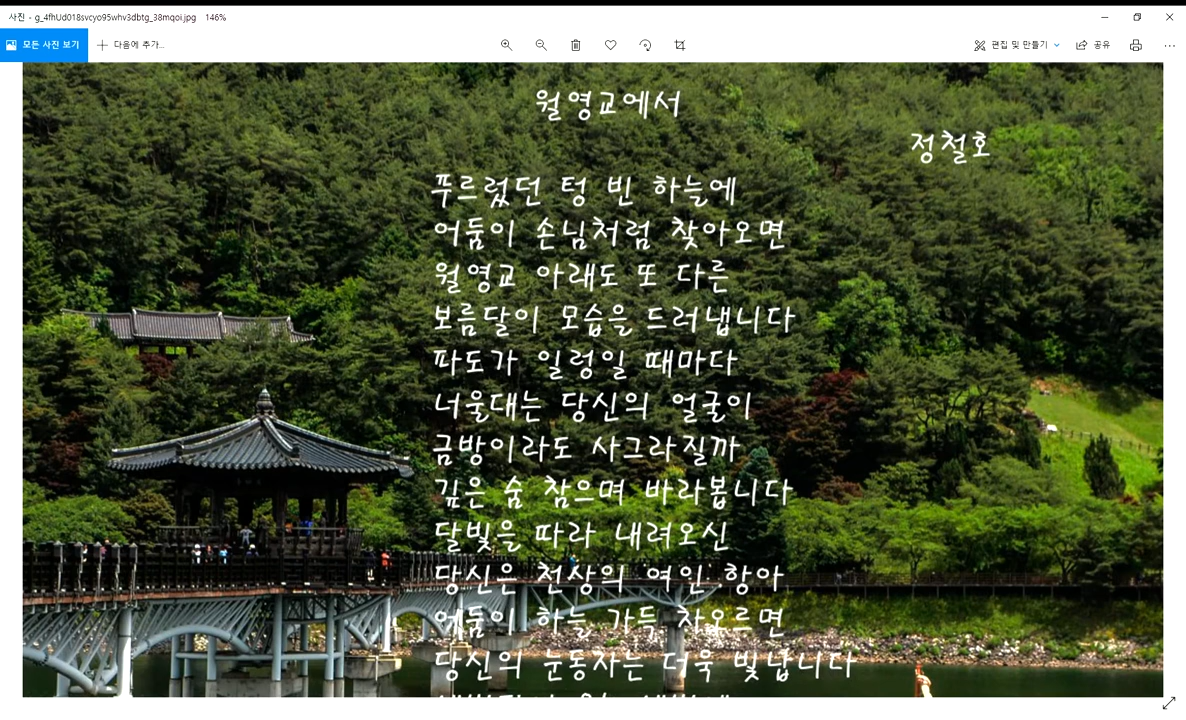 사진 - g_4fhUd018svcyo95whv3dbtg_38mqoi.jpg 146%
모든 사진 보기 다음에 추가... 편집 및 만들기 공유
월영교에서
정철호
푸르렀던 텅 빈 하늘에
어둠이 손님처럼 찾아오면
월영교 아래도 또 다른
보름달이 모습을 드러냅니다
파도가 일렁일 때마다
너울대는 당신의 얼굴이
금방이라도 사그라질까
깊은 숨 참으며 바라봅니다
달빛을 따라 내려오신
당신은 천상의 여인 항아
어둠이 하늘 가득 차오르면
당신의 눈동자는 더욱 빛납니다